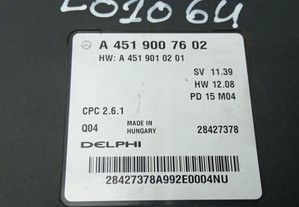 A 451 900 76 02
HW: A 451 901 02 01
SV 11.39
HW 12.08
PD 15 M04
CPC 2.6.1
Q04 MADE IN HUNGARY 28427378
DELPHI
28427378A992E0004NU